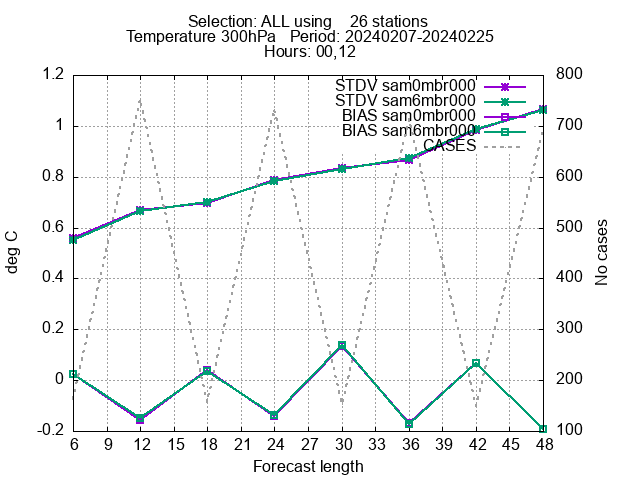 Selection: ALL using 26 stations
Temperature 300hPa Period: 20240207-20240225
Hours: 00,12
1.2
1
0.8
0.6
0.4
0.2
0
-0.2
deg C
STDV sam0mbr000
STDV sam6mbr000
BIAS sam0mbr000
BIAS sam6mbr000
CASES
800
700
600
500
400
300
200
100
No cases
6 9 12 15 18 21 24 27 30 33 36 39 42 45 48
Forecast length